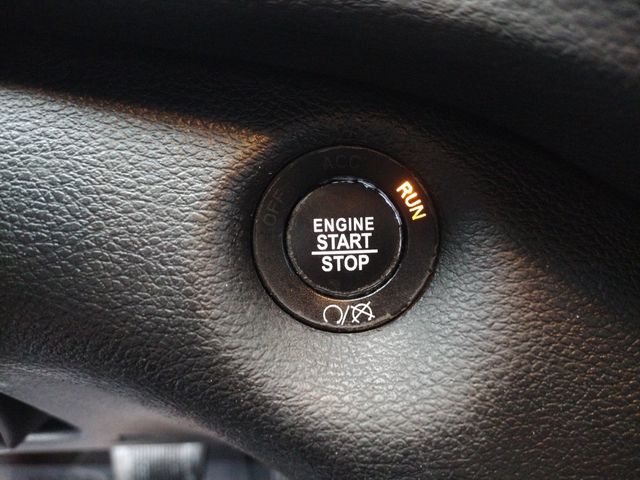 ACC
OFF
RUN
ENGINE
START
STOP